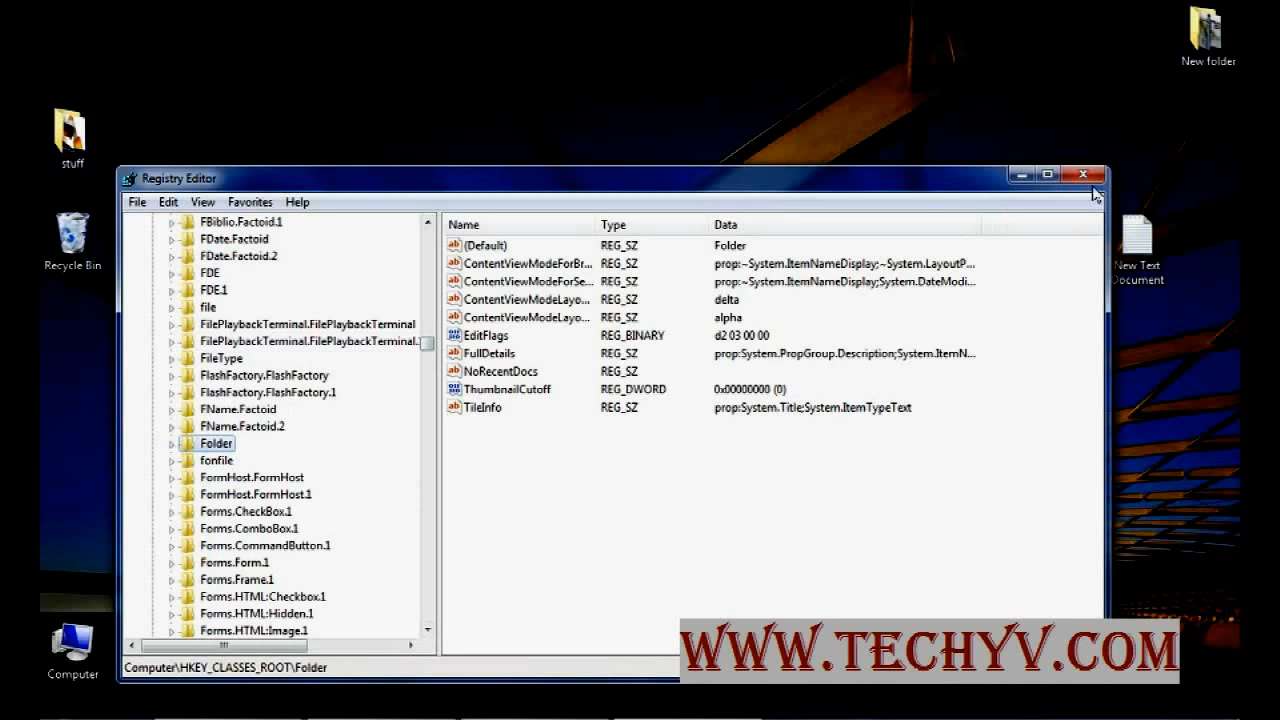 New folder
stuff
Recycle Bin
New Text
Document
Computer
Registry Editor
File Edit View Favorites Help
FBiblio.Factoid.1
FDate.Factoid
FDate.Factoid.2
FDE
FDE.1
file
FilePlaybackTerminal.FilePlaybackTerminal
FilePlaybackTerminal.FilePlaybackTerminal.
FileType
FlashFactory.FlashFactory
FlashFactory.FlashFactory.1
FName.Factoid
FName.Factoid.2
Folder
fonfile
FormHost.FormHost
FormHost.FormHost.1
Forms.CheckBox.1
Forms.ComboBox.1
Forms.CommandButton.1
Forms.Form.1
Forms.Frame.1
Forms.HTML:Checkbox.1
Forms.HTML:Hidden.1
Forms.HTML:Image.1
Name Type Data
(Default) REG_SZ Folder
ContentViewModeForBr... REG_SZ prop:~System.ItemNameDisplay;~System.LayoutP...
ContentViewModeForSe... REG_SZ prop:~System.ItemNameDisplay;System.DateModi...
ContentViewModeLayo... REG_SZ delta
ContentViewModeLayo... REG_SZ alpha
EditFlags REG_BINARY d2 03 00 00
FullDetails REG_SZ prop:System.PropGroup.Description;System.ItemN...
NoRecentDocs REG_SZ
ThumbnailCutoff REG_DWORD 0x00000000 (0)
TileInfo REG_SZ prop:System.Title;System.ItemTypeText
Computer\HKEY_CLASSES_ROOT\Folder
WWW.TECHYV.COM